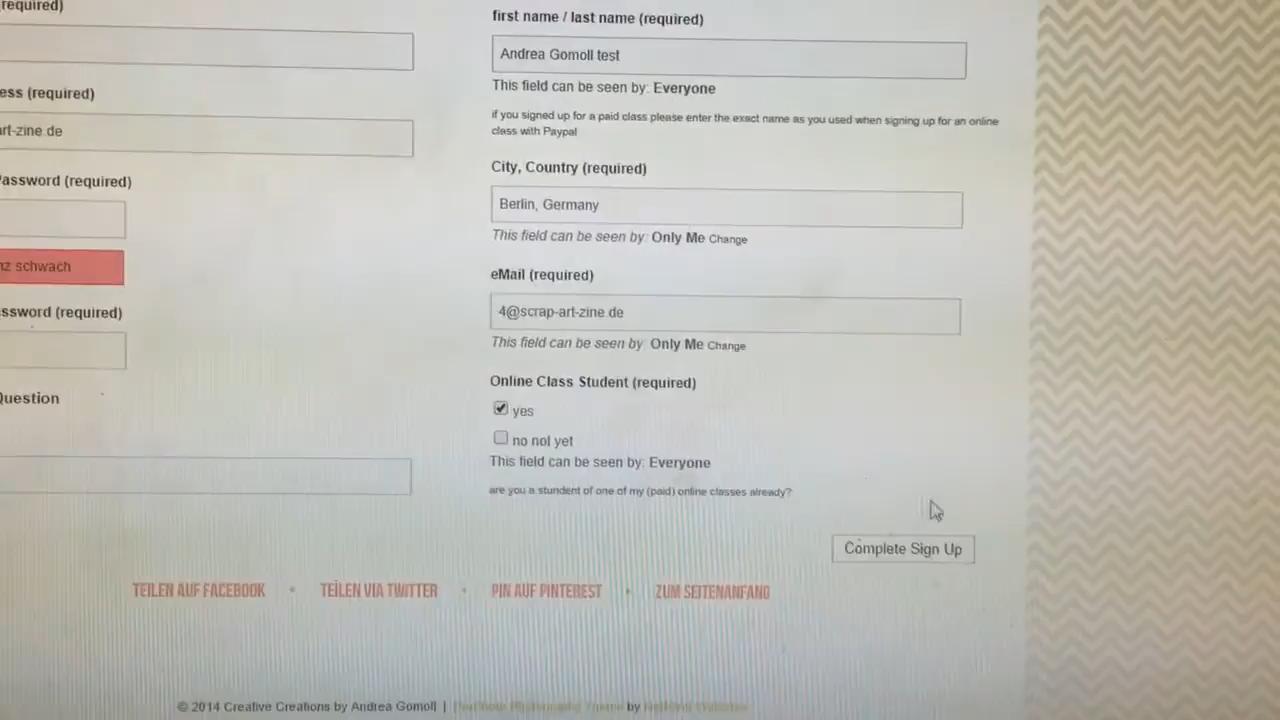 required)
ess (required)
art-zine.de
Password (required)
nz schwach
ssword (required)
Question
first name / last name (required)
Andrea Gomoll test
This field can be seen by: Everyone
if you signed up for a paid class please enter the exact name as you used when signing up for an online
class with Paypal
City, Country (required)
Berlin, Germany
This field can be seen by: Only Me Change
eMail (required)
4@scrap-art-zine.de
This field can be seen by: Only Me Change
Online Class Student (required)
yes
no not yet
This field can be seen by: Everyone
are you a stundent of one of my (paid) online classes already?
Complete Sign Up
TEILEN AUF FACEBOOK • TEILEN VIA TWITTER • PIN AUF PINTEREST • ZUM SEITENANFANG
© 2014 Creative Creations by Andrea Gomoll | by